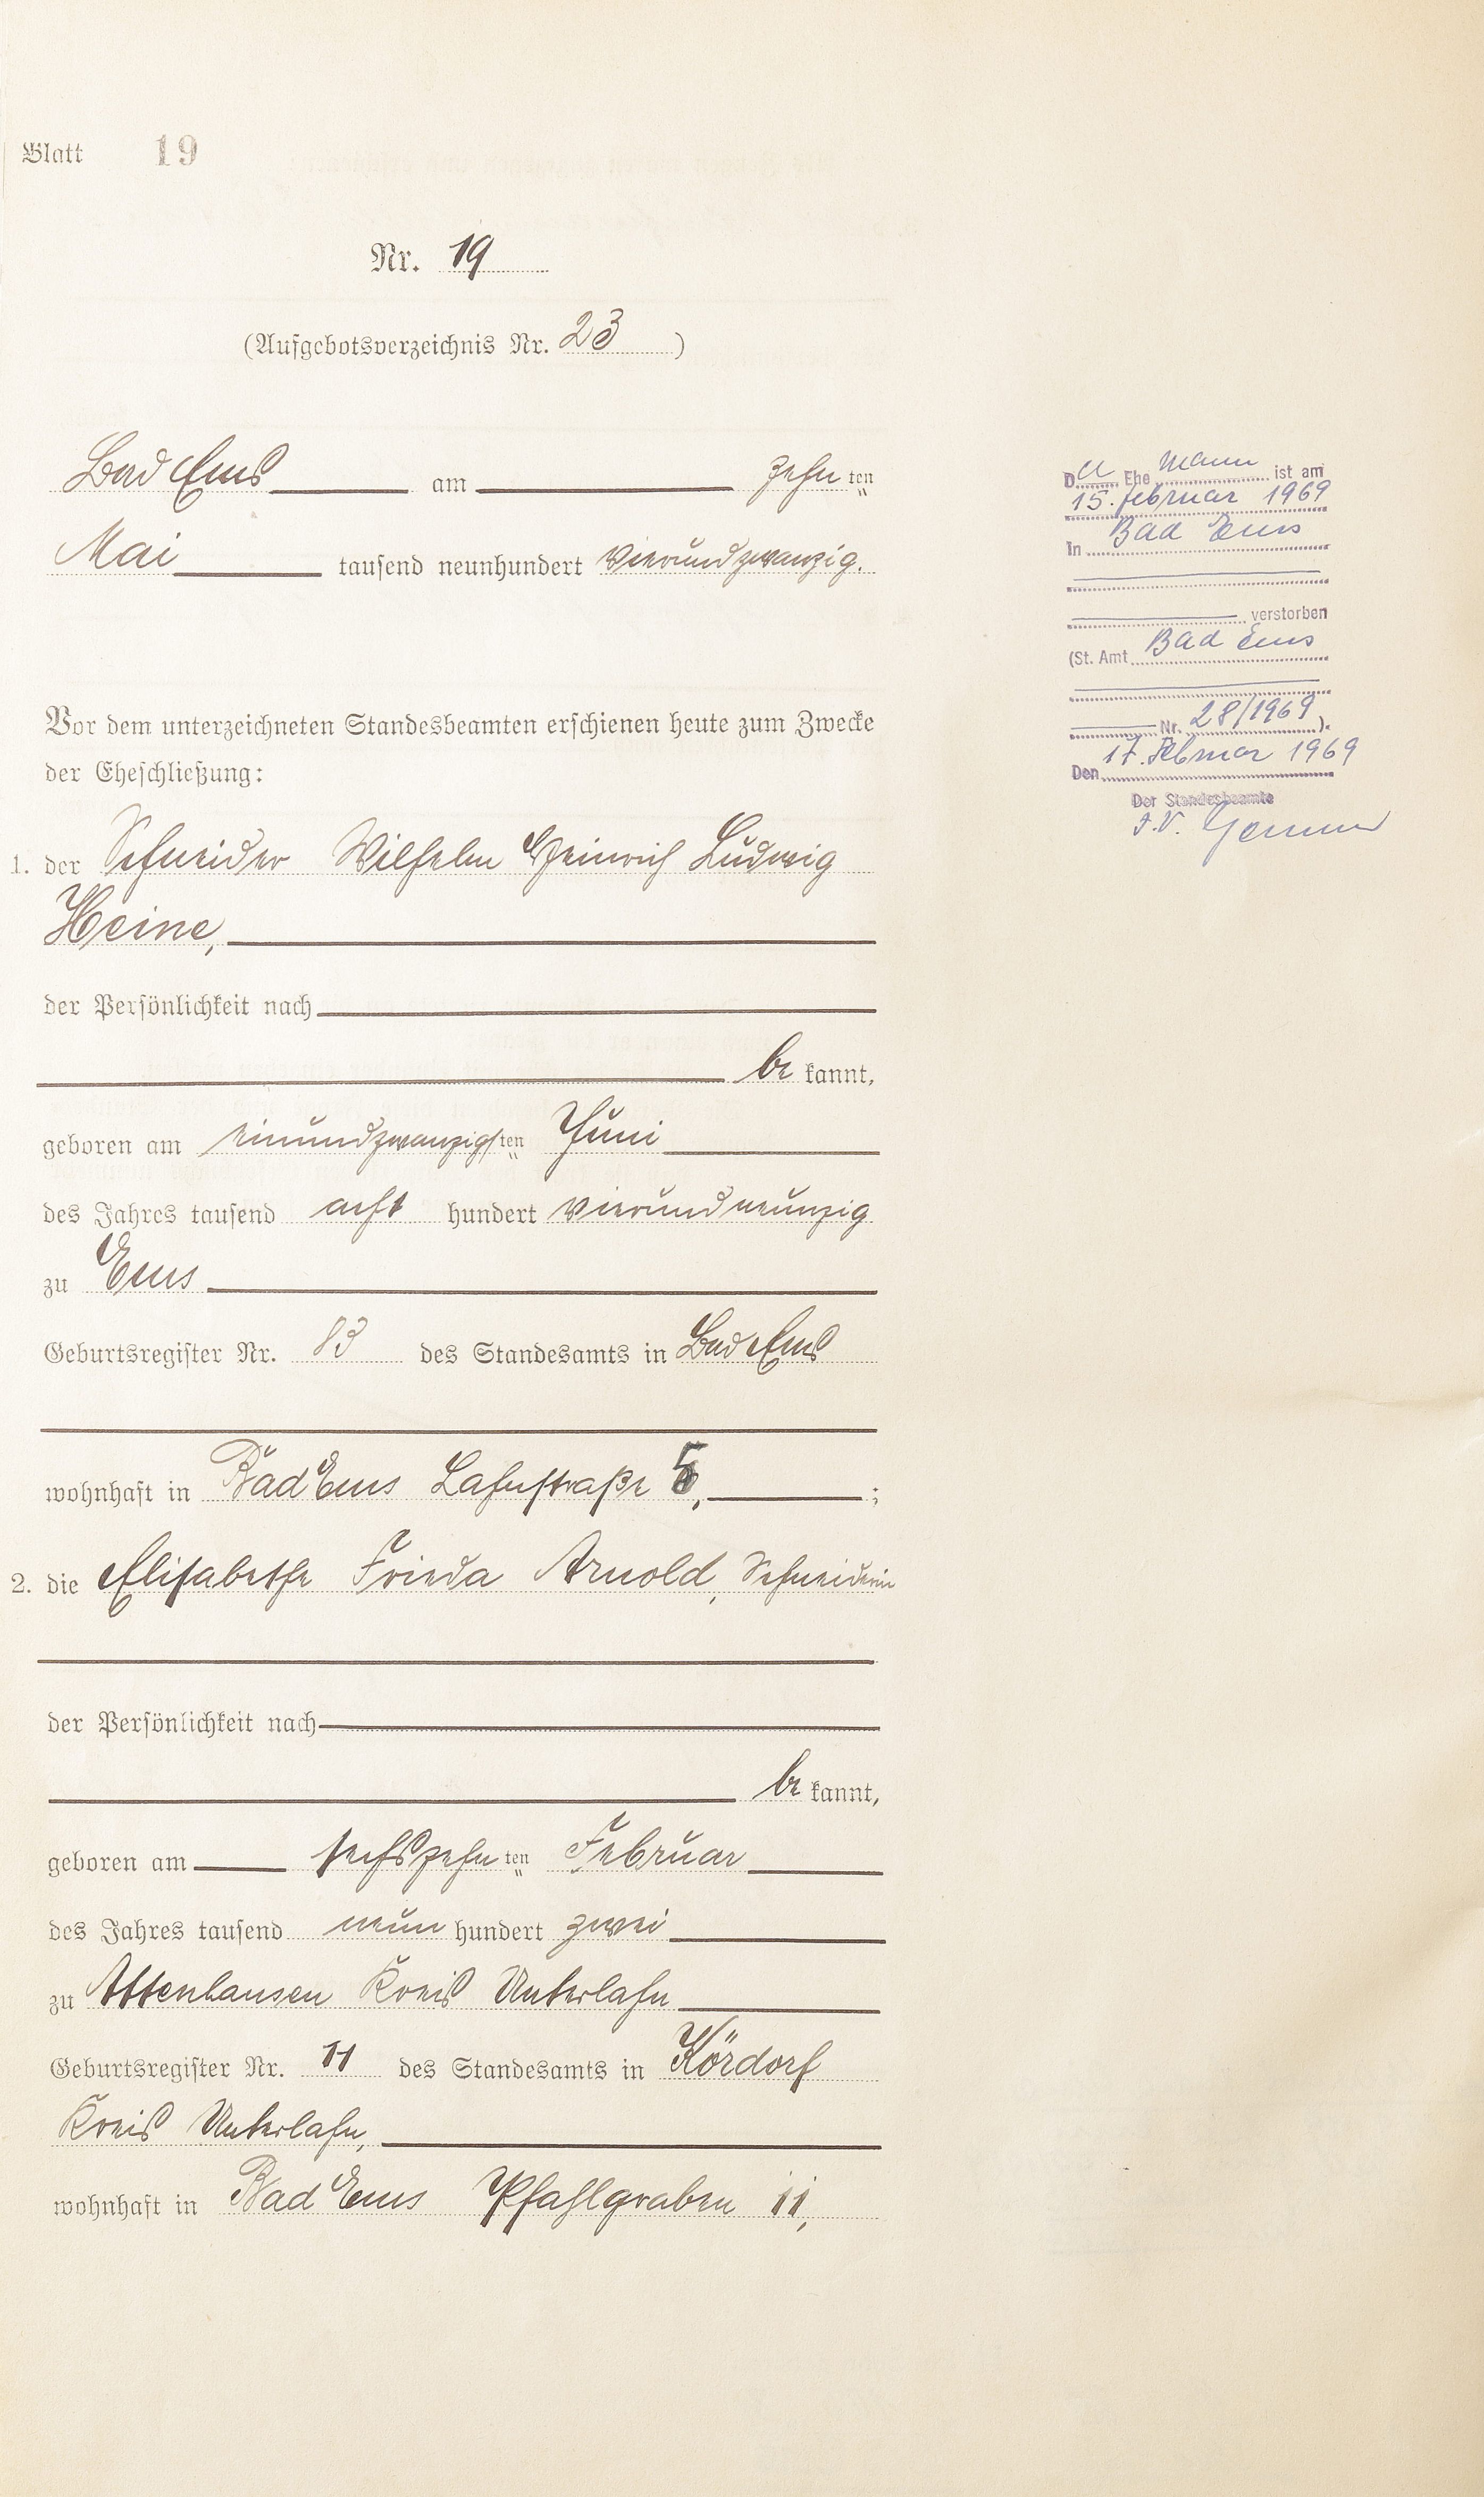 Blatt 19
Nr. 19
(Aufgebotsverzeichnis Nr. 23)
Bad Ems am zehnten
Mai tausend neunhundert vierundzwanzig.
Vor dem unterzeichneten Standesbeamten erschienen heute zum Zwecke
der Eheschließung:
1. der Schneider Wilhelm Heinrich Ludwig
Heine,
der Persönlichkeit nach
be kannt,
geboren am einundzwanzigsten Juni
des Jahres tausend acht hundert vierundneunzig
zu Ems
Geburtsregister Nr. 83 des Standesamts in Bad Ems
wohnhaft in Bad Ems Lahnstraße 5, ;
2. die Elisabethe Frieda Arnold, Schneiderin
der Persönlichkeit nach
be kannt,
geboren am sechszehnten Februar
des Jahres tausend neun hundert zwei
zu Attenhausen Kreis Unterlahn
Geburtsregister Nr. 11 des Standesamts in Kördorf
Kreis Unterlahn,
wohnhaft in Bad Ems Pfahlgraben 11,
Der Ehemann ist am
15. Februar 1969
in Bad Ems
verstorben
(St. Amt Bad Ems
Nr. 28/1969).
Den 17. Februar 1969
Der Standesbeamte
I.V.